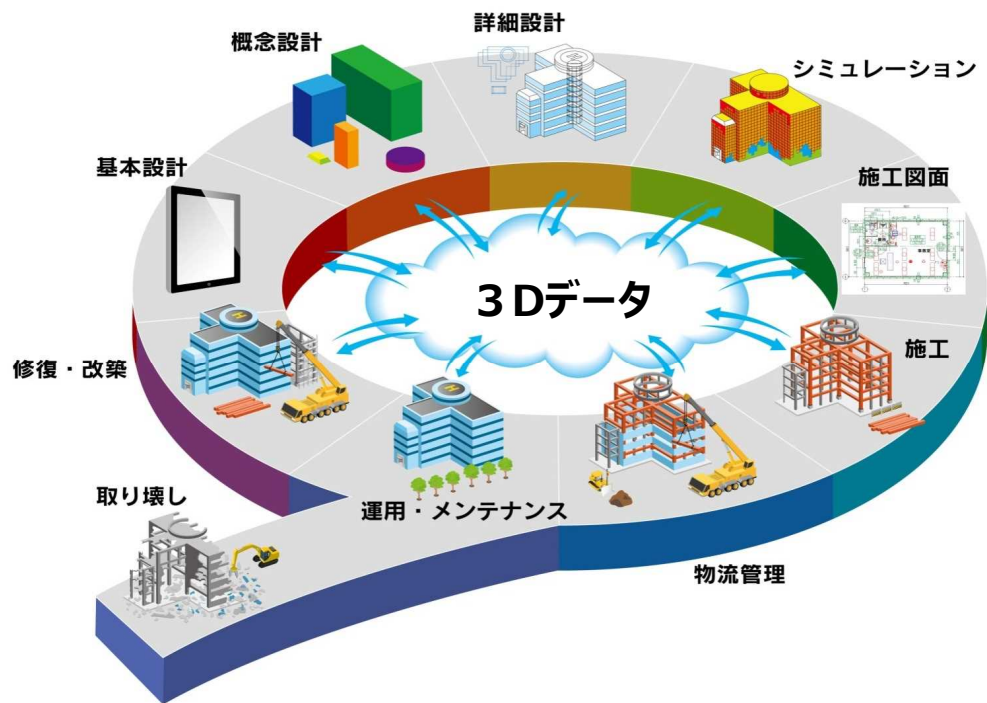 詳細設計
概念設計
シミュレーション
基本設計
施工図面
3Dデータ
施工
修復・改築
取り壊し
運用・メンテナンス
物流管理